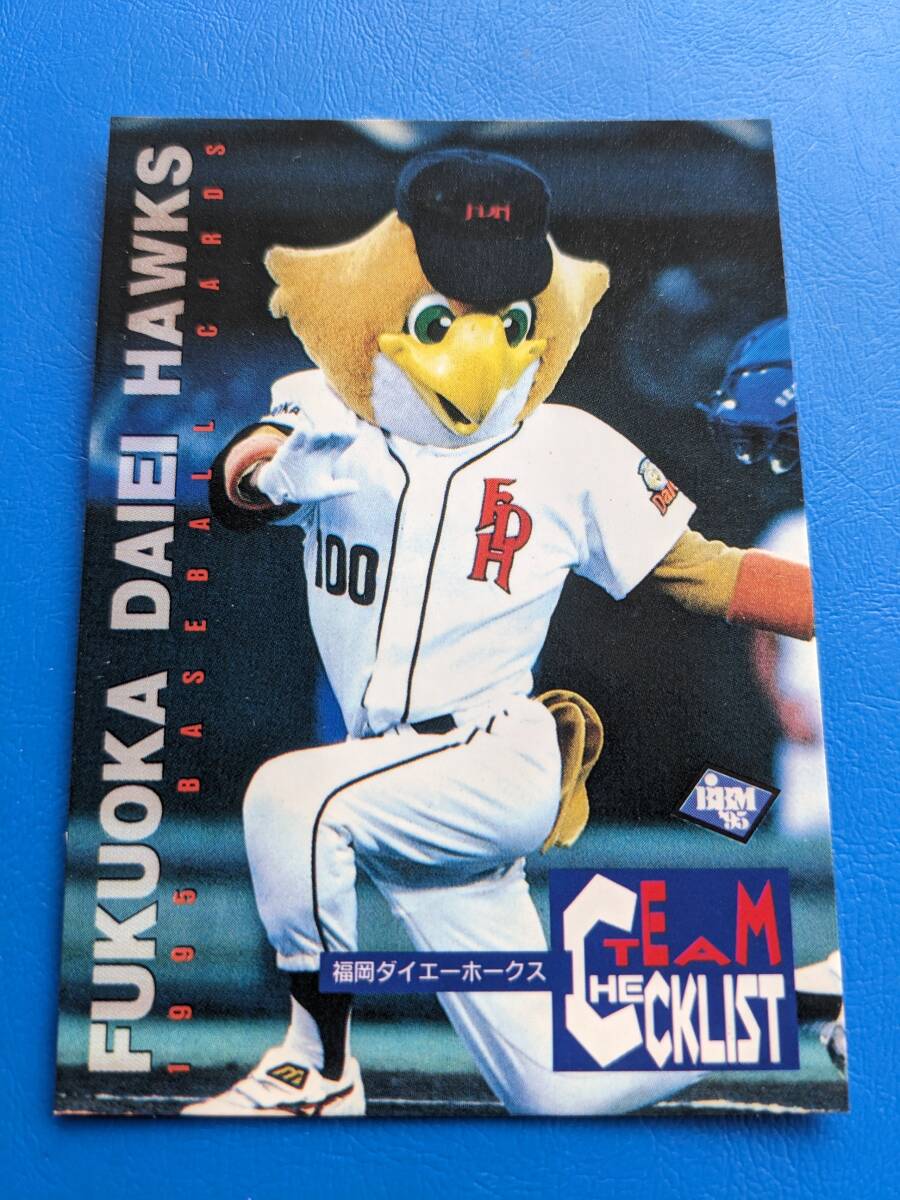 FUKUOKA DAIEI HAWKS
1995 BASEBALL CARDS
FDH
OKA
FDH
100
BBM
'95
TEAM
CHECKLIST
福岡ダイエーホークス